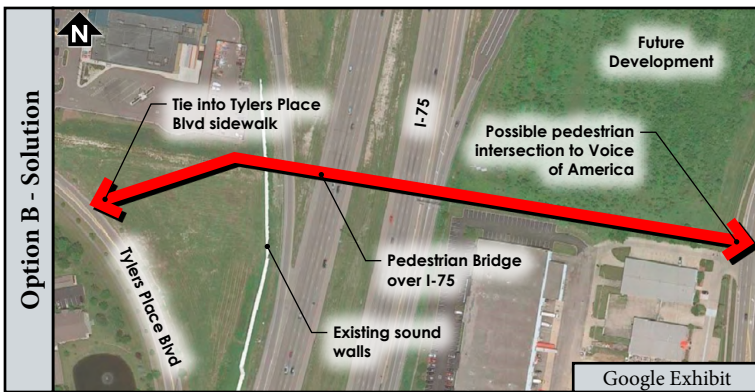 Option B - Solution
N
Tie into Tylers Place
Blvd sidewalk
I-75
Future
Development
Possible pedestrian
intersection to Voice
of America
Tylers Place Blvd
Pedestrian Bridge
over I-75
Existing sound
walls
Google Exhibit